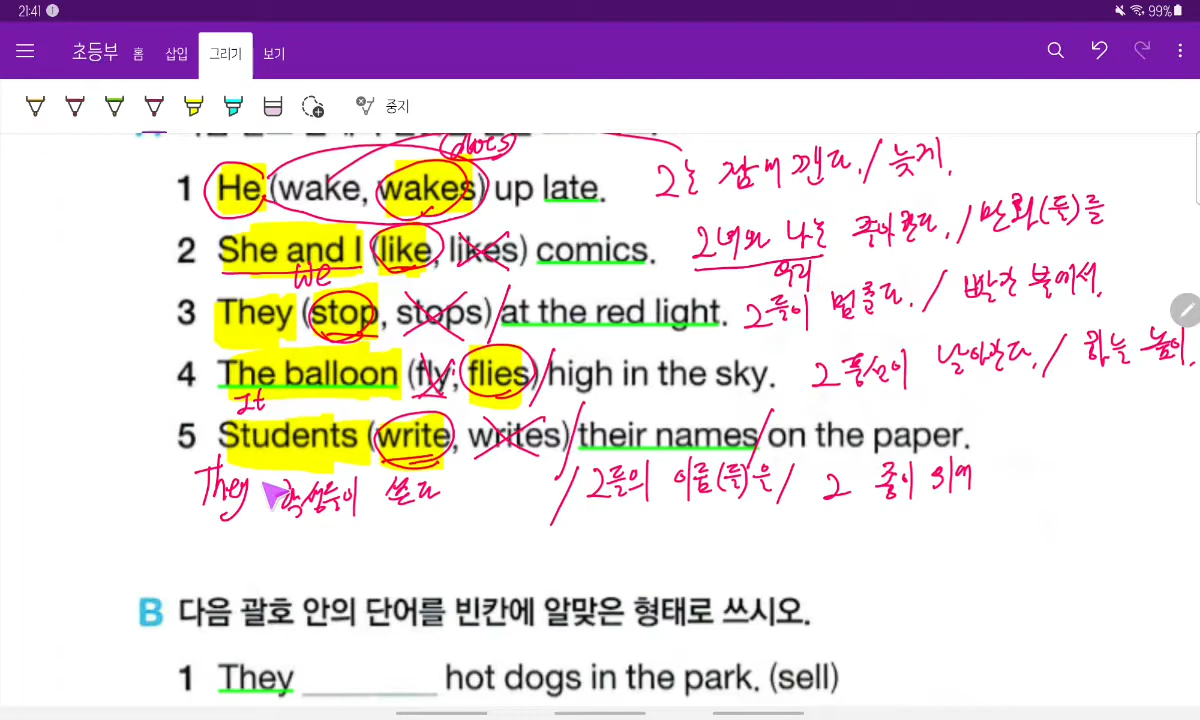 21:41
99%
초등부 홈 삽입 그리기 보기
중지
does
1 He (wake, wakes) up late. 그는 잠에 깬다. / 늦게.
2 She and I (like, likes) comics. 그녀와 나는 좋아한다. / 만화(들)를
We 우리
3 They (stop, stops) / at the red light. 그들이 멈춘다. / 빨간 불에서.
4 The balloon (fly, flies) / high in the sky. 그 풍선이 날아간다. / 하늘 높이.
It
5 Students (write, writes) / their names / on the paper.
They 학생들이 쓴다 / 그들의 이름(들)은 / 그 종이 위에
B 다음 괄호 안의 단어를 빈칸에 알맞은 형태로 쓰시오.
1 They ________ hot dogs in the park. (sell)